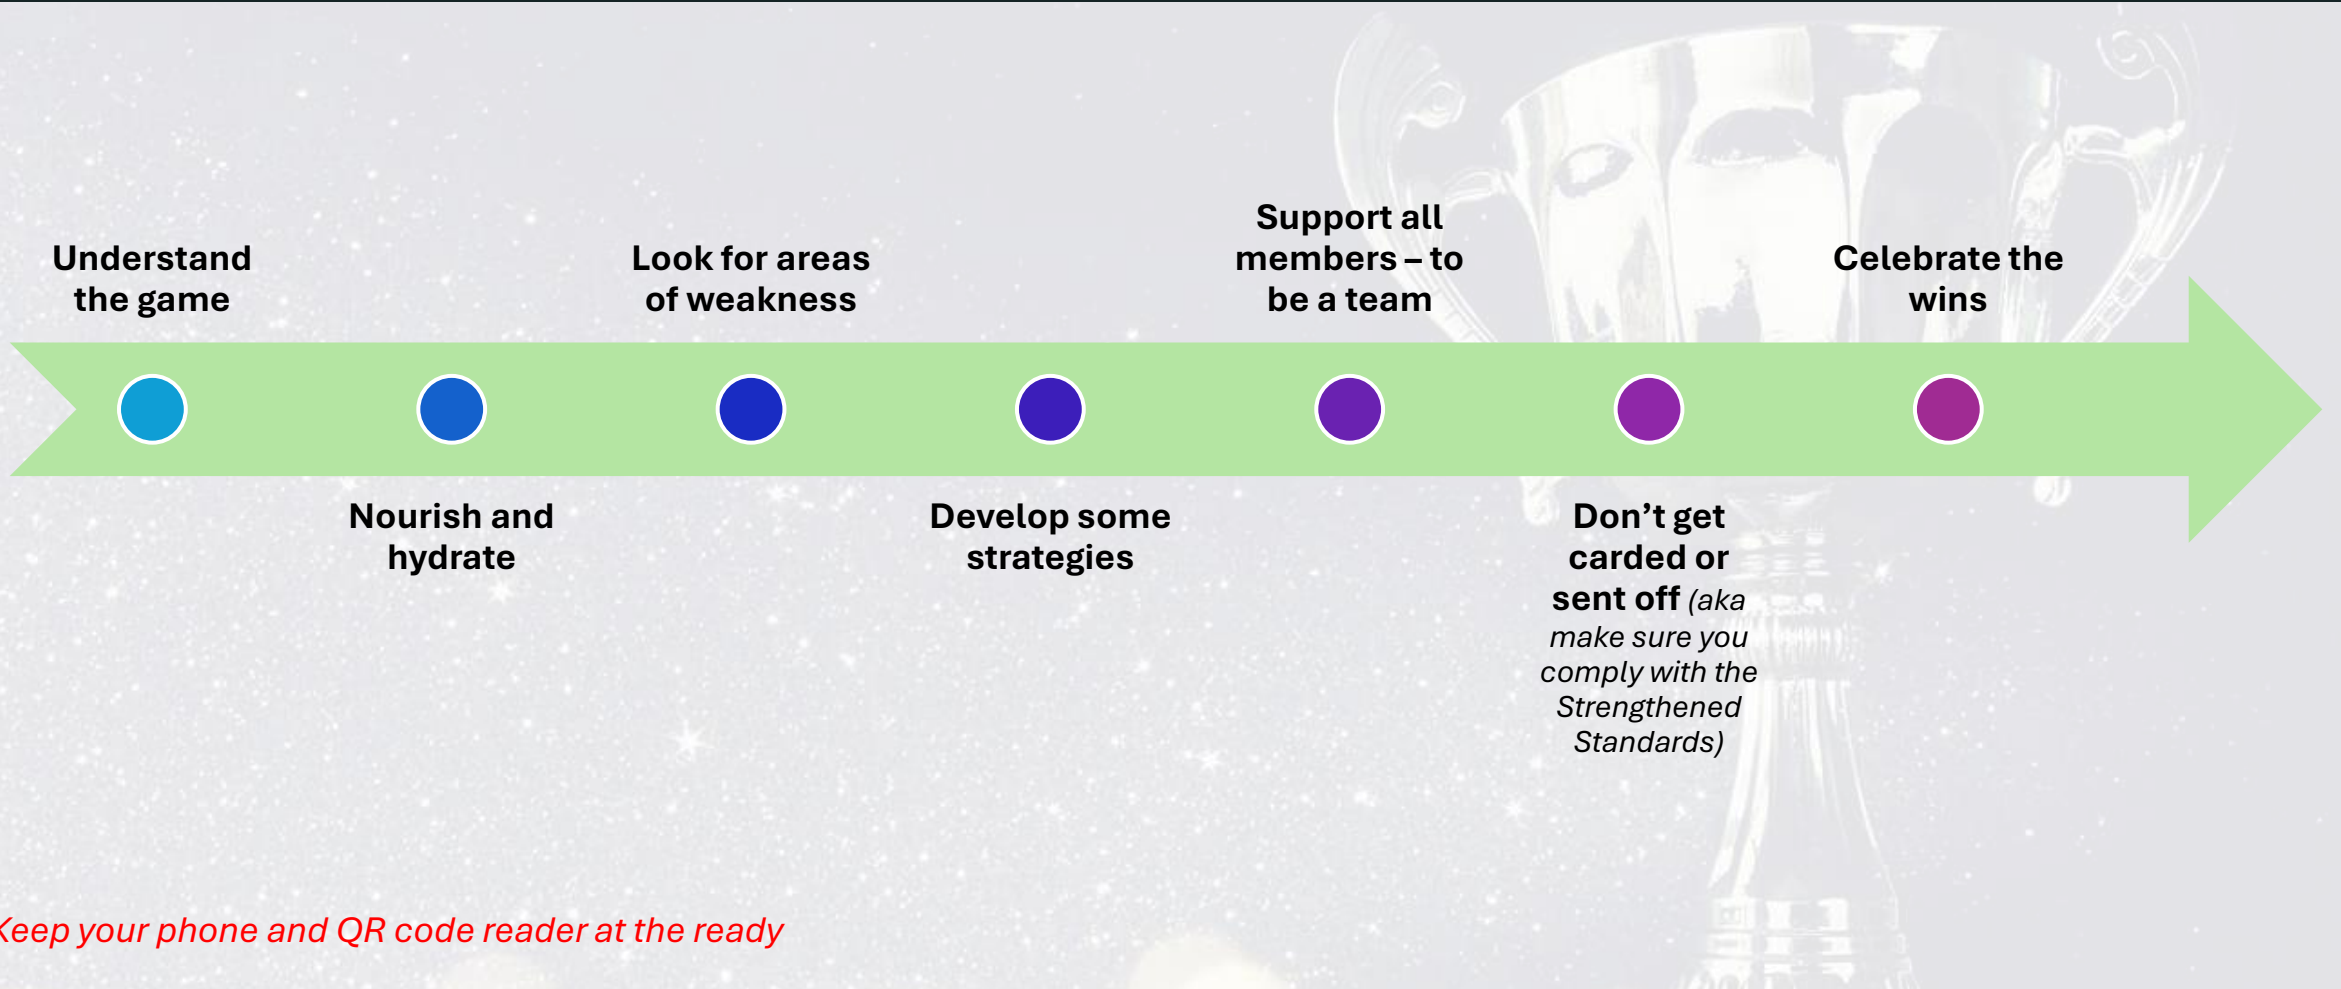 Understand
the game
Nourish and
hydrate
Look for areas
of weakness
Develop some
strategies
Support all
members – to
be a team
Don’t get
carded or
sent off (aka
make sure you
comply with the
Strengthened
Standards)
Celebrate the
wins
Keep your phone and QR code reader at the ready